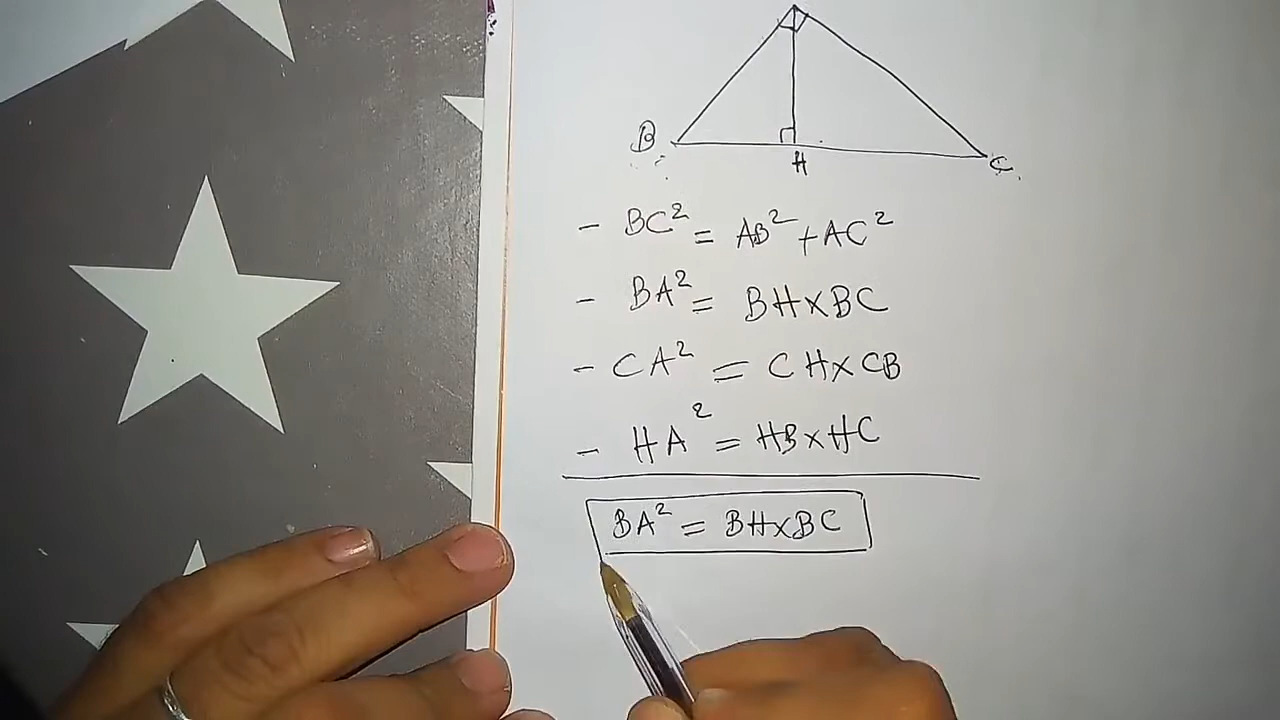 B
H
C
- BC² = AB² + AC²
- BA² = BH×BC
- CA² = CH×CB
- HA² = HB×HC
BA² = BH×BC